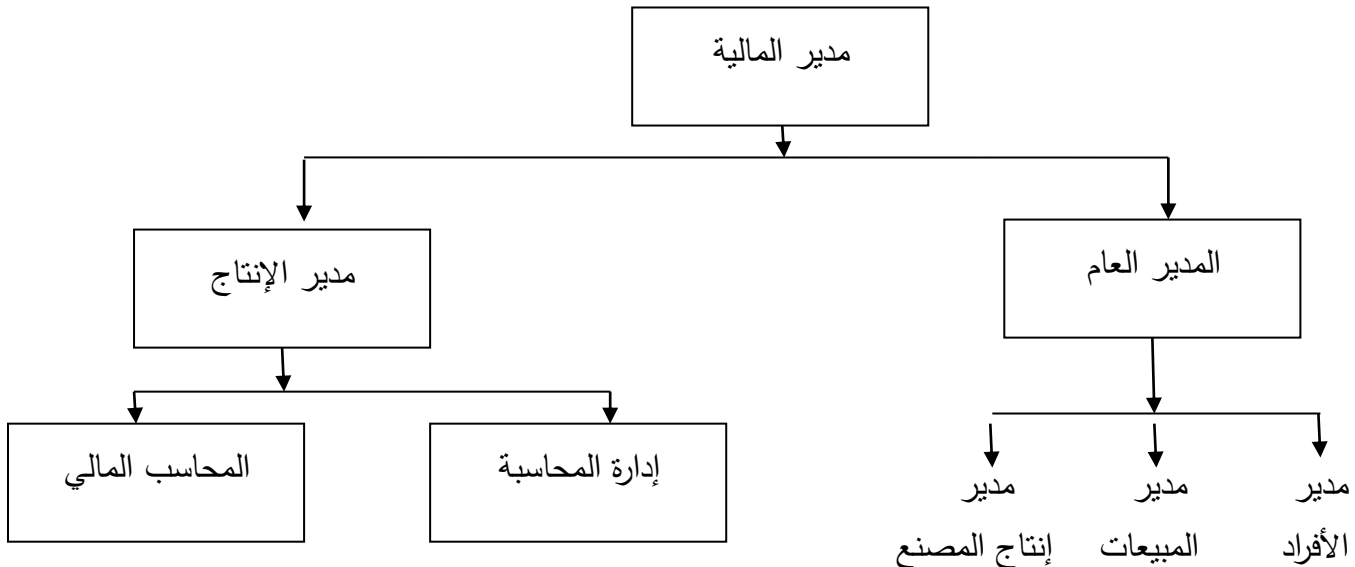 مدير المالية
المدير العام
مدير الإنتاج
إدارة المحاسبة
المحاسب المالي
مدير
الأفراد
مدير
المبيعات
مدير
إنتاج المصنع